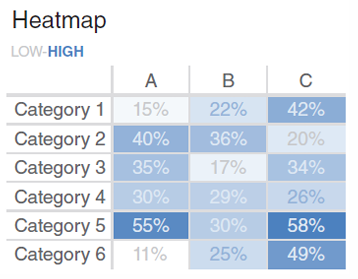 Heatmap
LOW-HIGH
A B C
Category 1 15% 22% 42%
Category 2 40% 36% 20%
Category 3 35% 17% 34%
Category 4 30% 29% 26%
Category 5 55% 30% 58%
Category 6 11% 25% 49%